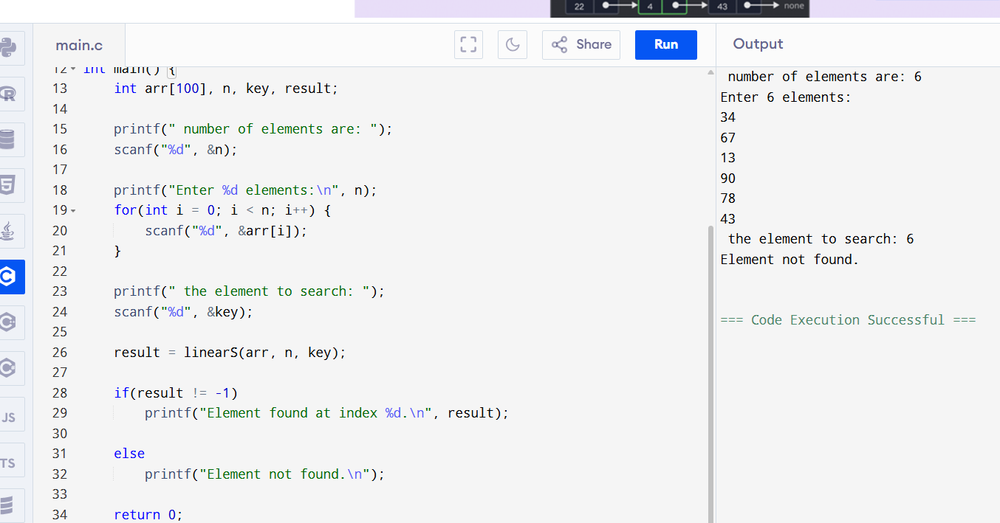 22 4 43 none
main.c
Share
Run
Output
12 int main() {
13 int arr[100], n, key, result;
14
15 printf(" number of elements are: ");
16 scanf("%d", &n);
17
18 printf("Enter %d elements:\n", n);
19 for(int i = 0; i < n; i++) {
20 scanf("%d", &arr[i]);
21 }
22
23 printf(" the element to search: ");
24 scanf("%d", &key);
25
26 result = linearS(arr, n, key);
27
28 if(result != -1)
29 printf("Element found at index %d.\n", result);
30
31 else
32 printf("Element not found.\n");
33
34 return 0;
number of elements are: 6
Enter 6 elements:
34
67
13
90
78
43
the element to search: 6
Element not found.
=== Code Execution Successful ===
R
5
C
C
C#
JS
TS